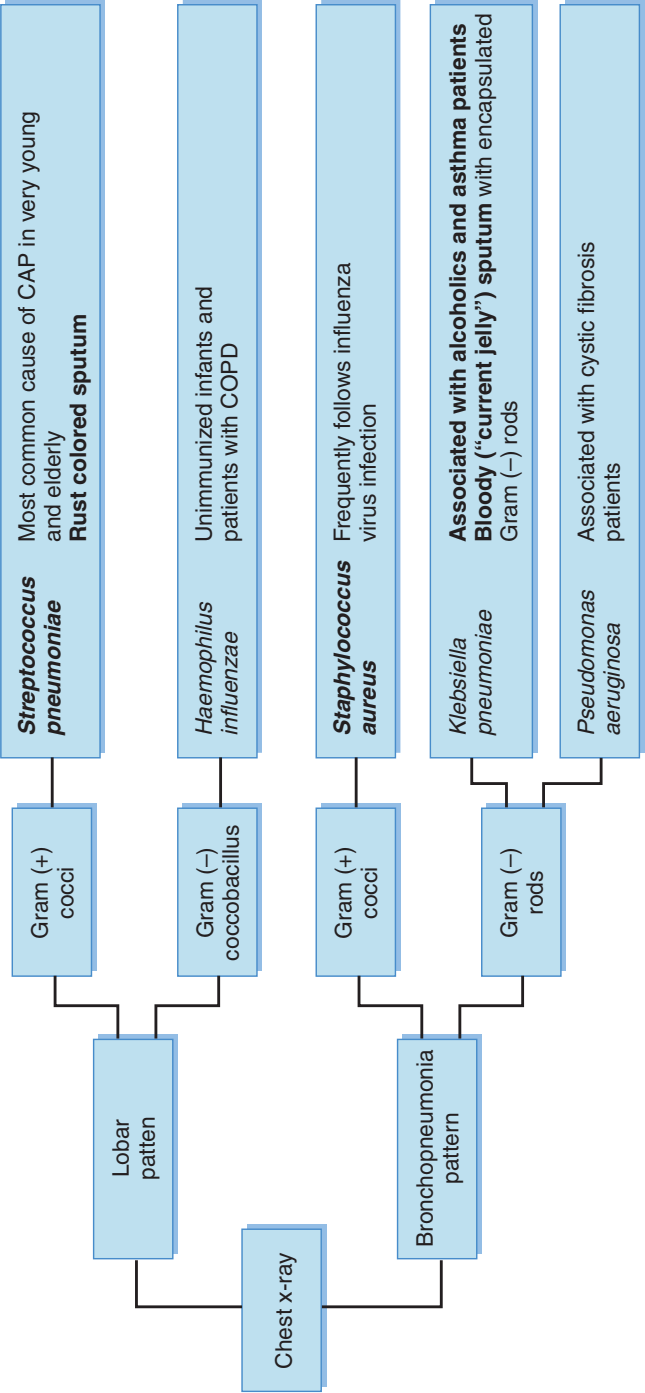 Chest x-ray
Lobar
patten
Gram (+)
cocci
Streptococcus
pneumoniae
Most common cause of CAP in very young
and elderly
Rust colored sputum
Gram (−)
coccobacillus
Haemophilus
influenzae
Unimmunized infants and
patients with COPD
Bronchopneumonia
pattern
Gram (+)
cocci
Staphylococcus
aureus
Frequently follows influenza
virus infection
Gram (−)
rods
Klebsiella
pneumoniae
Associated with alcoholics and asthma patients
Bloody (“current jelly”) sputum with encapsulated
Gram (−) rods
Pseudomonas
aeruginosa
Associated with cystic fibrosis
patients